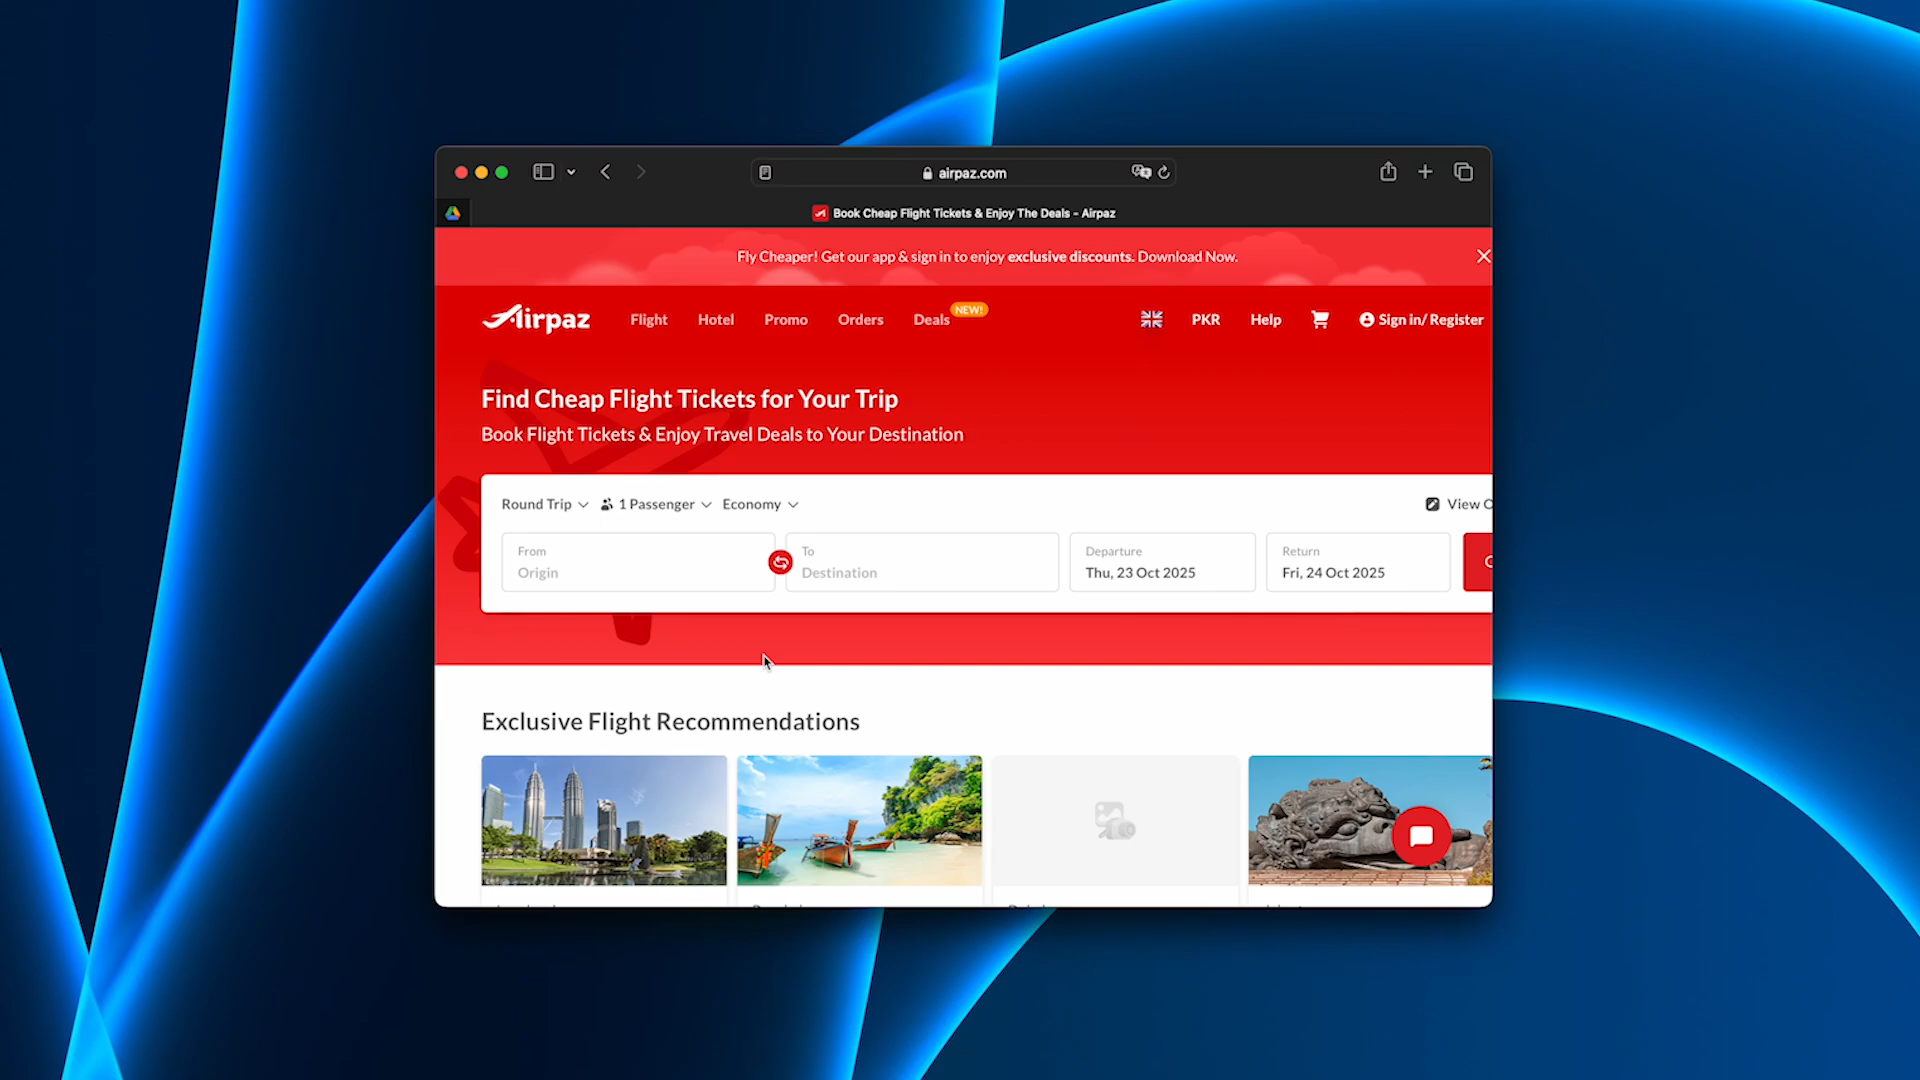 airpaz.com
Book Cheap Flight Tickets & Enjoy The Deals - Airpaz
Fly Cheaper! Get our app & sign in to enjoy exclusive discounts. Download Now.
Airpaz
Flight
Hotel
Promo
Orders
Deals
NEW!
PKR
Help
Sign in/ Register
Find Cheap Flight Tickets for Your Trip
Book Flight Tickets & Enjoy Travel Deals to Your Destination
Round Trip
1 Passenger
Economy
View
From
Origin
To
Destination
Departure
Thu, 23 Oct 2025
Return
Fri, 24 Oct 2025
Exclusive Flight Recommendations